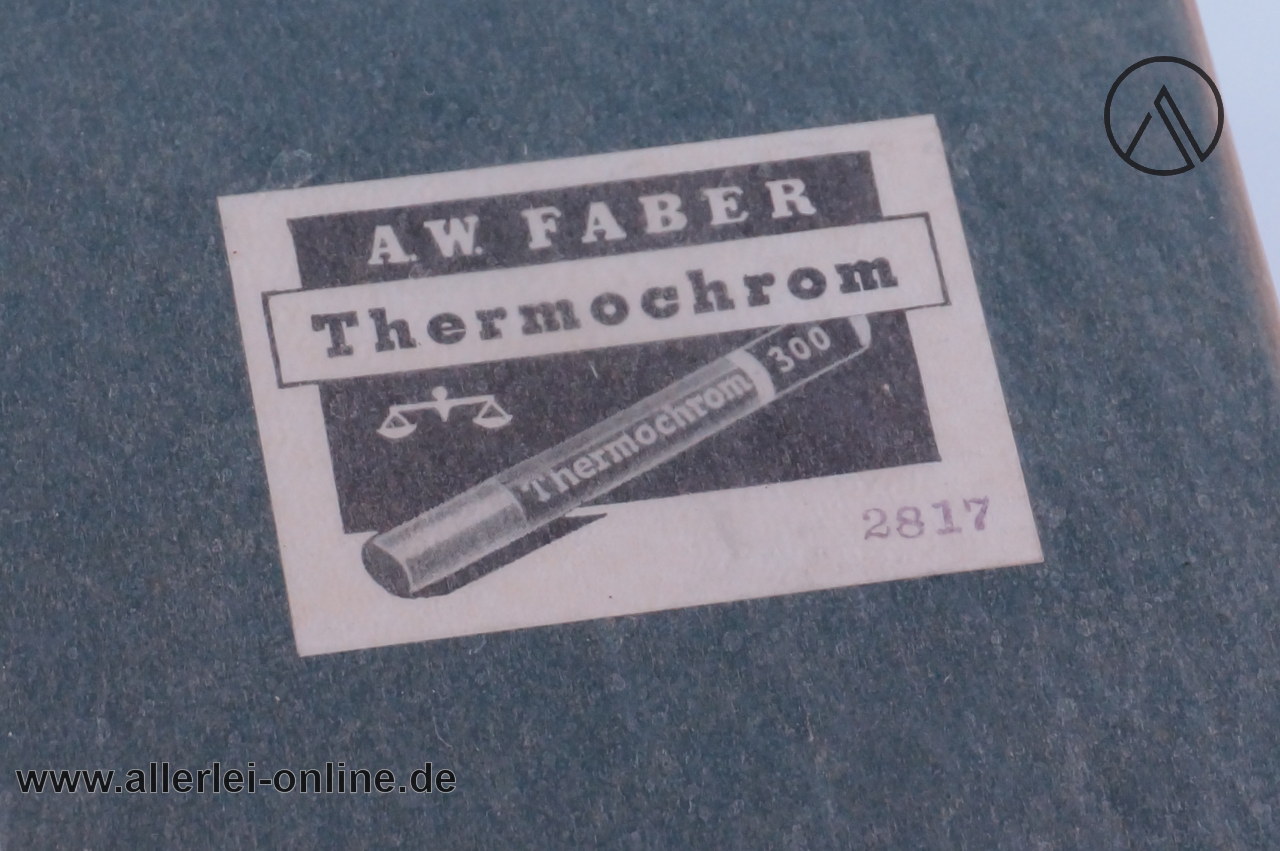 A.W. FABER
Thermochrom
300
Thermochrom
2817
www.allerlei-online.de